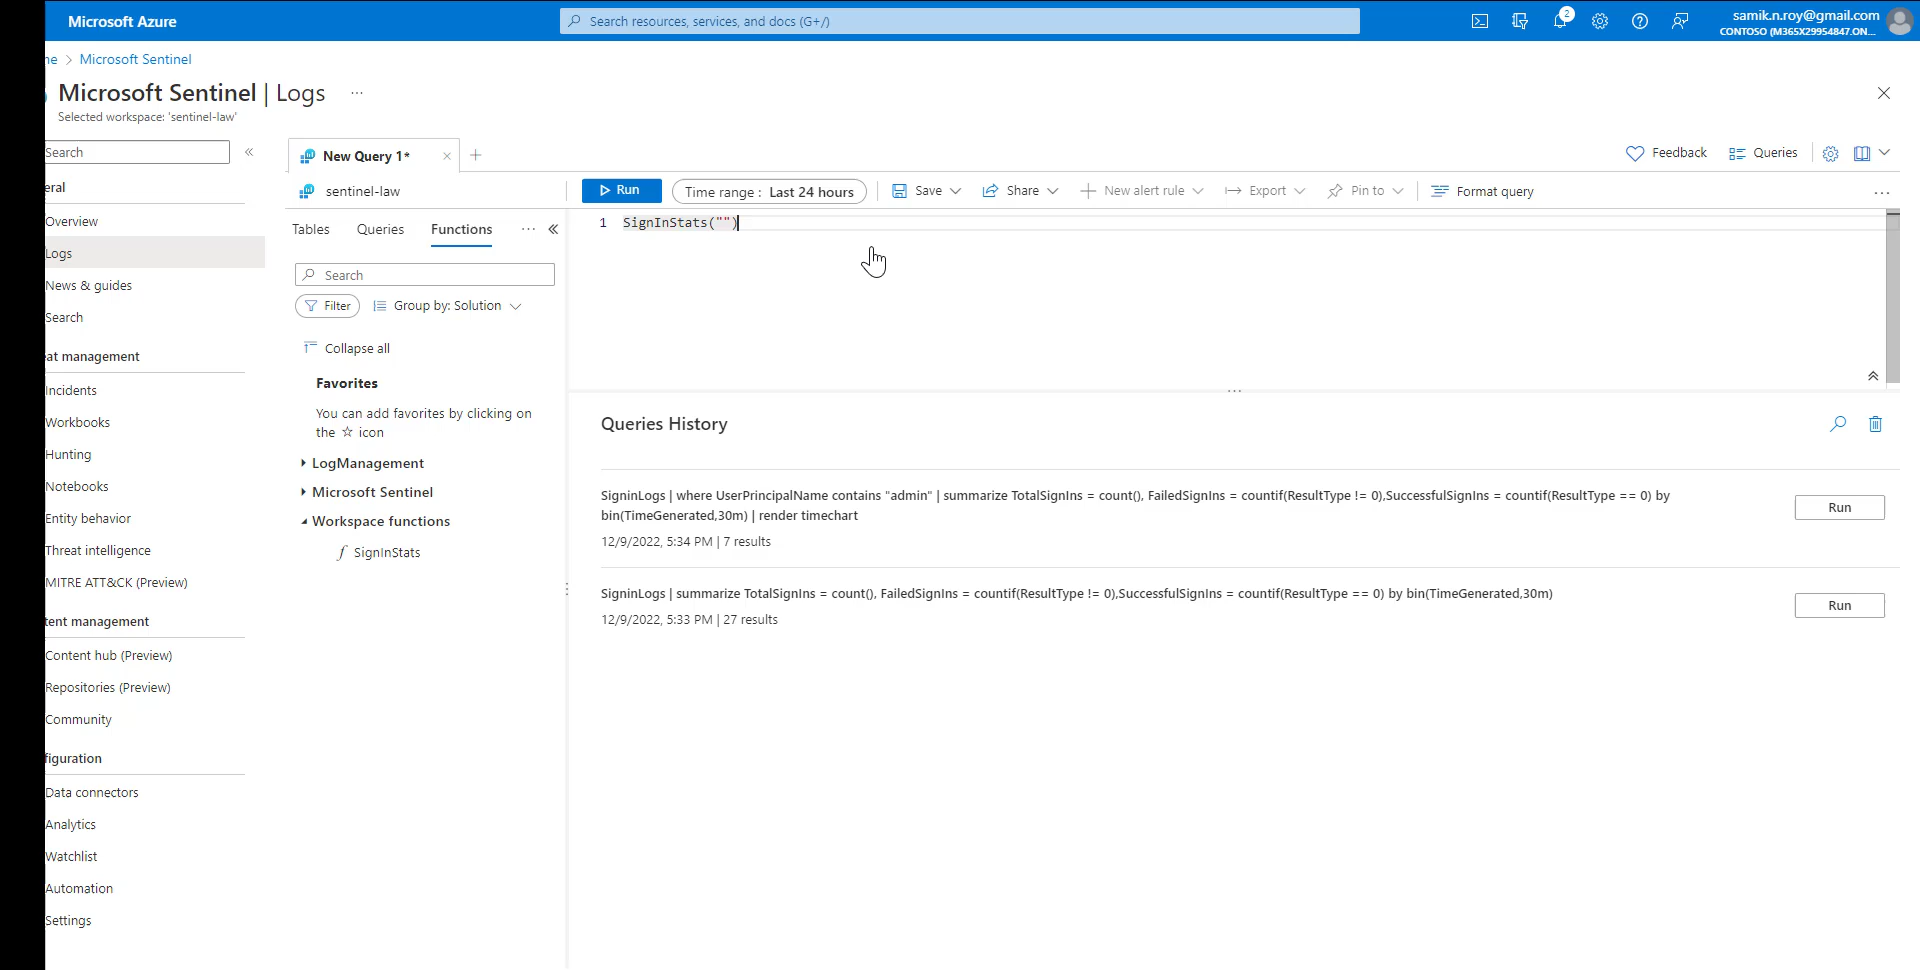 Microsoft Azure
Search resources, services, and docs (G+/)
2
samik.n.roy@gmail.com
CONTOSO (M365X29954847.ON...
me > Microsoft Sentinel
Microsoft Sentinel | Logs ...
Selected workspace: 'sentinel-law'
Search
«
eral
Overview
Logs
News & guides
Search
eat management
Incidents
Workbooks
Hunting
Notebooks
Entity behavior
Threat intelligence
MITRE ATT&CK (Preview)
tent management
Content hub (Preview)
Repositories (Preview)
Community
figuration
Data connectors
Analytics
Watchlist
Automation
Settings
New Query 1*
Feedback
Queries
sentinel-law
Run
Time range : Last 24 hours
Save
Share
New alert rule
Export
Pin to
Format query
...
Tables
Queries
Functions
... «
Search
Filter
Group by: Solution
Collapse all
Favorites
You can add favorites by clicking on
the ☆ icon
LogManagement
Microsoft Sentinel
Workspace functions
f SignInStats
1 SignInStats("")
Queries History
SigninLogs | where UserPrincipalName contains "admin" | summarize TotalSignIns = count(), FailedSignIns = countif(ResultType != 0),SuccessfulSignIns = countif(ResultType == 0) by
bin(TimeGenerated,30m) | render timechart
12/9/2022, 5:34 PM | 7 results
Run
SigninLogs | summarize TotalSignIns = count(), FailedSignIns = countif(ResultType != 0),SuccessfulSignIns = countif(ResultType == 0) by bin(TimeGenerated,30m)
12/9/2022, 5:33 PM | 27 results
Run